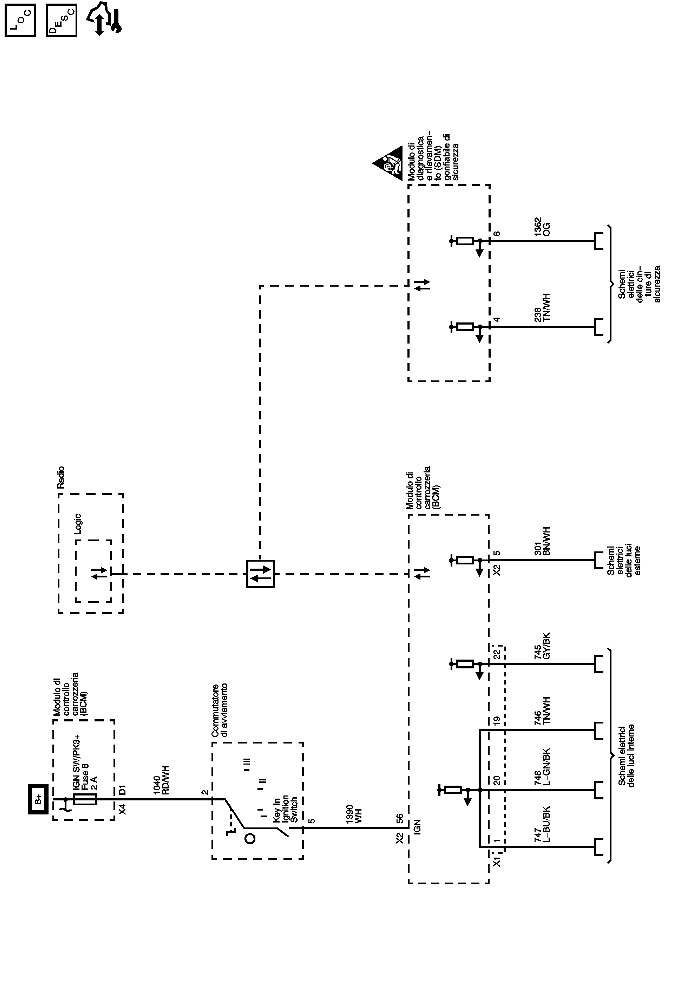 LOC
DESC
Modulo di
diagnostica
e rilevamen-
to (SDM)
gonfiabile di
sicurezza
6
1362
OG
4
238
TN/WH
Schemi
elettrici
delle cin-
ture di
sicurezza
Radio
Logic
Modulo di
controllo
carrozzeria
(BCM)
X2
5
301
BN/WH
Schemi
elettrici
delle luci
esterne
Modulo di
controllo
carrozzeria
(BCM)
B+
IGN SW/PK3+
Fuse 8
2 A
X4
D1
1040
RD/WH
Commutatore
di avviamento
2
I
II
III
Key In
Ignition
Switch
5
1390
WH
X2
56
IGN
22
745
GY/BK
19
746
TN/WH
20
748
L-GN/BK
X1
1
747
L-BU/BK
Schemi elettrici
delle luci interne